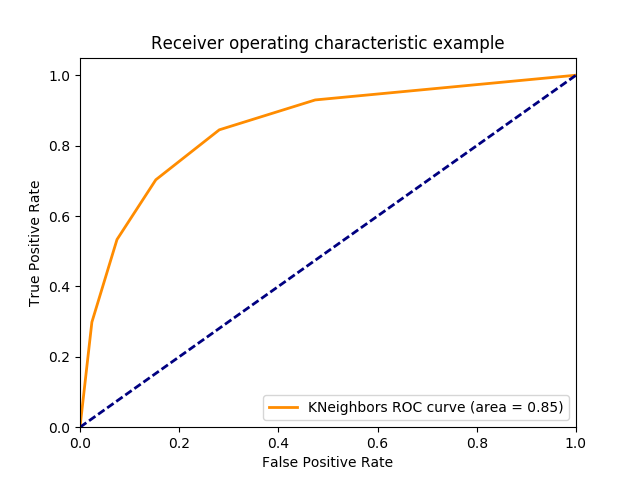 Receiver operating characteristic example
1.0
0.8
0.6
0.4
0.2
0.0
True Positive Rate
KNeighbors ROC curve (area = 0.85)
0.0 0.2 0.4 0.6 0.8 1.0
False Positive Rate